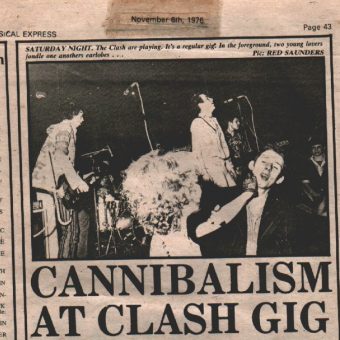 November 6th, 1976
SICAL EXPRESS
Page 43
SATURDAY NIGHT. The Clash are playing. It's a regular gig. In the foreground, two young lovers
fondle one anothers earlobes . . .
Pic: RED SAUNDERS
CANNIBALISM
AT CLASH GIG